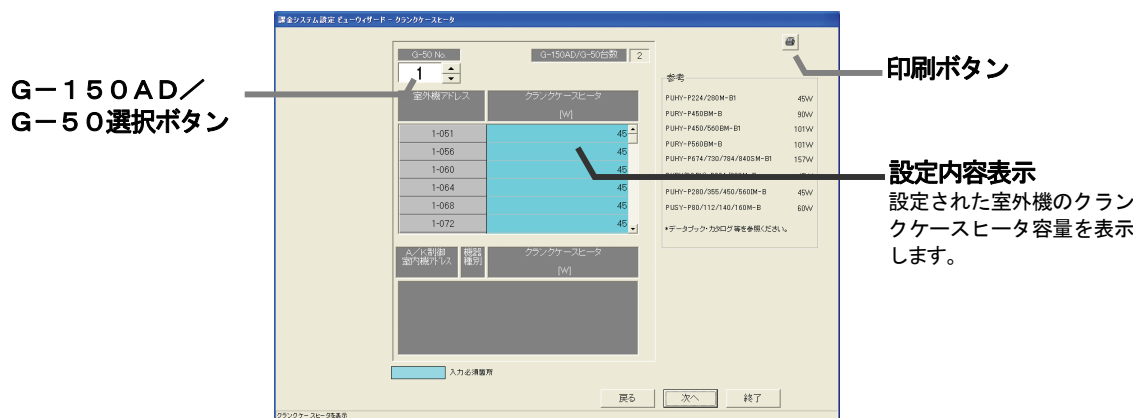 課金システム設定 ビューウィザード - クランクケースヒータ
G-50 No.
G-150AD/G-50台数 2
1
室外機アドレス クランクケースヒータ
[W]
1-051 45
1-056 45
1-060 45
1-064 45
1-068 45
1-072 45
A/K制御
室内機アドレス
機器
種別
クランクケースヒータ
[W]
入力必須箇所
参考
PUHY-P224/280M-B1 45W
PURY-P450BM-B 90W
PUHY-P450/560BM-B1 101W
PURY-P560BM-B 101W
PUHY-P674/730/784/840SM-B1 157W
PUHY-P280/355/450/560DM-B 45W
PUSY-P80/112/140/160M-B 60W
*データブック・カタログ等を参照ください。
戻る 次へ 終了
クランクケースヒータを表示
G-150AD/
G-50選択ボタン
印刷ボタン
設定内容表示
設定された室外機のクラン
クケースヒータ容量を表示
します。